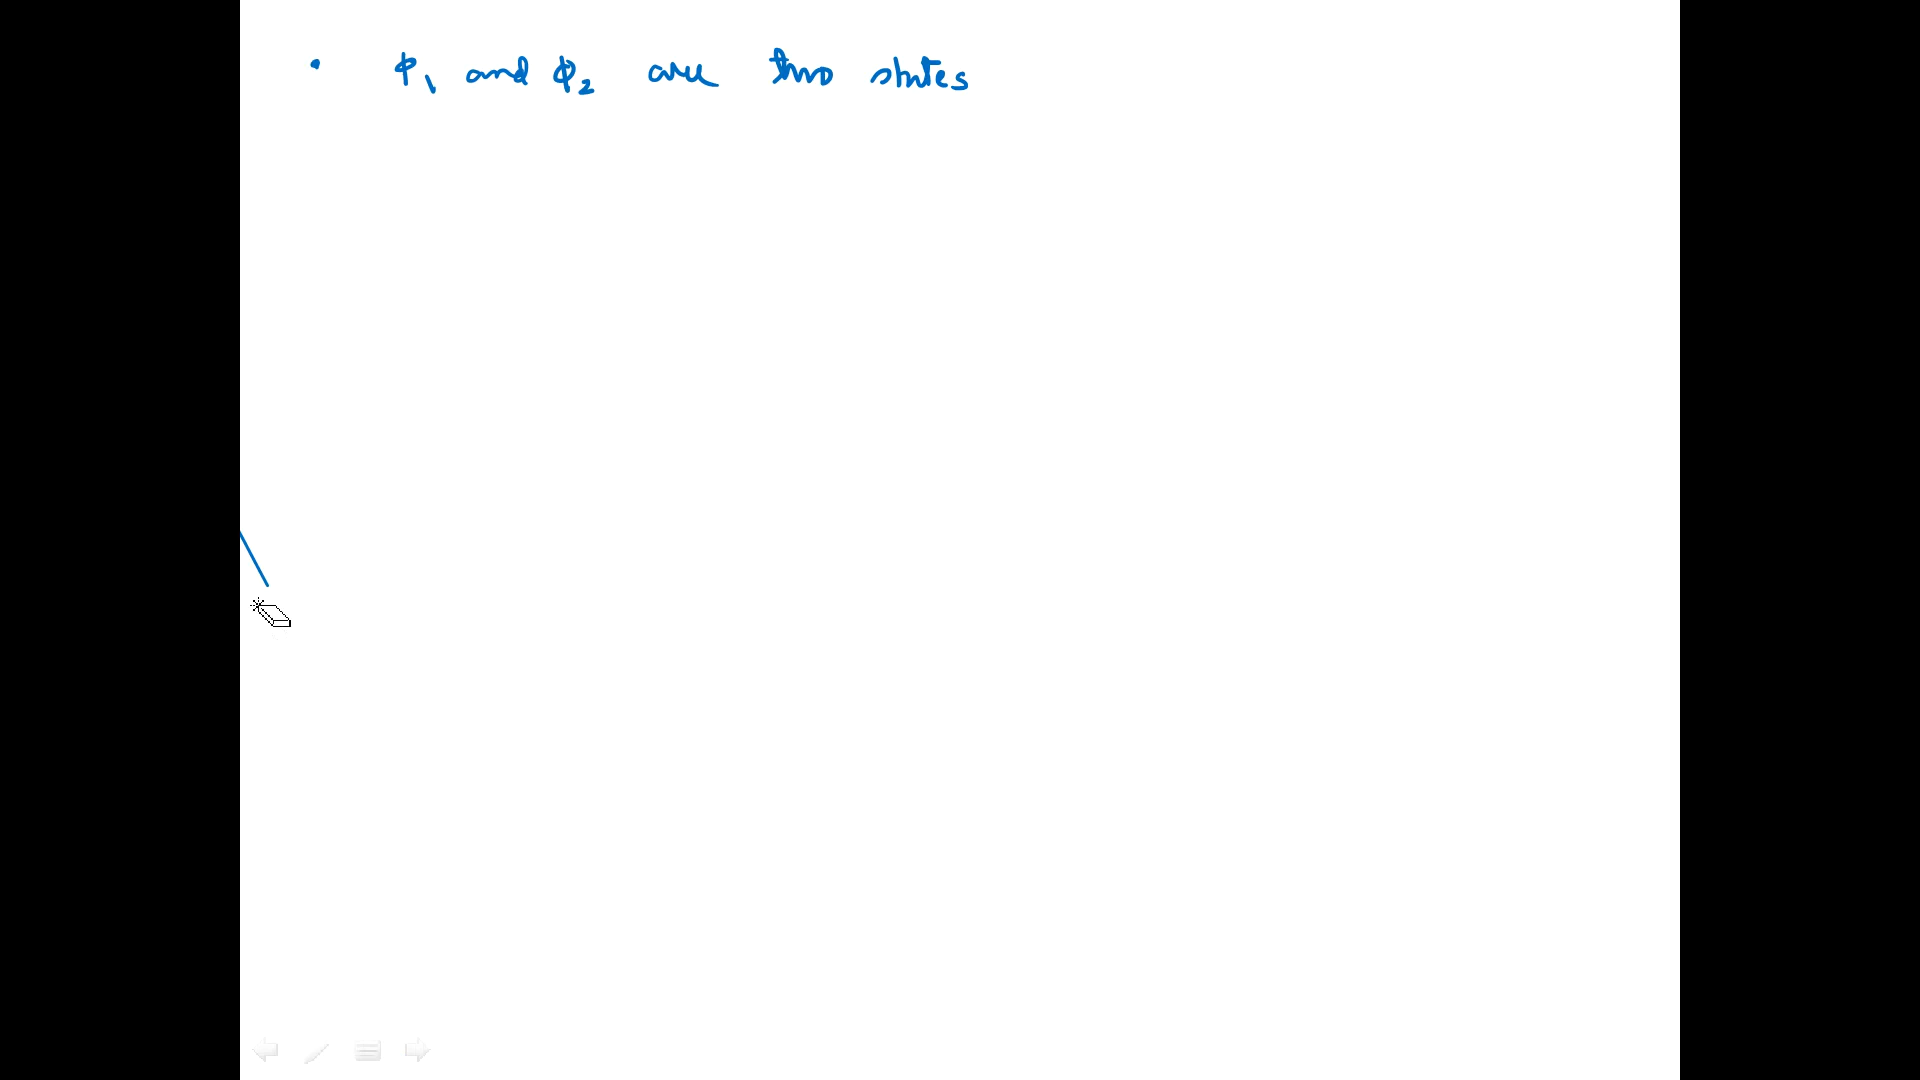 • φ₁ and φ₂ are two states